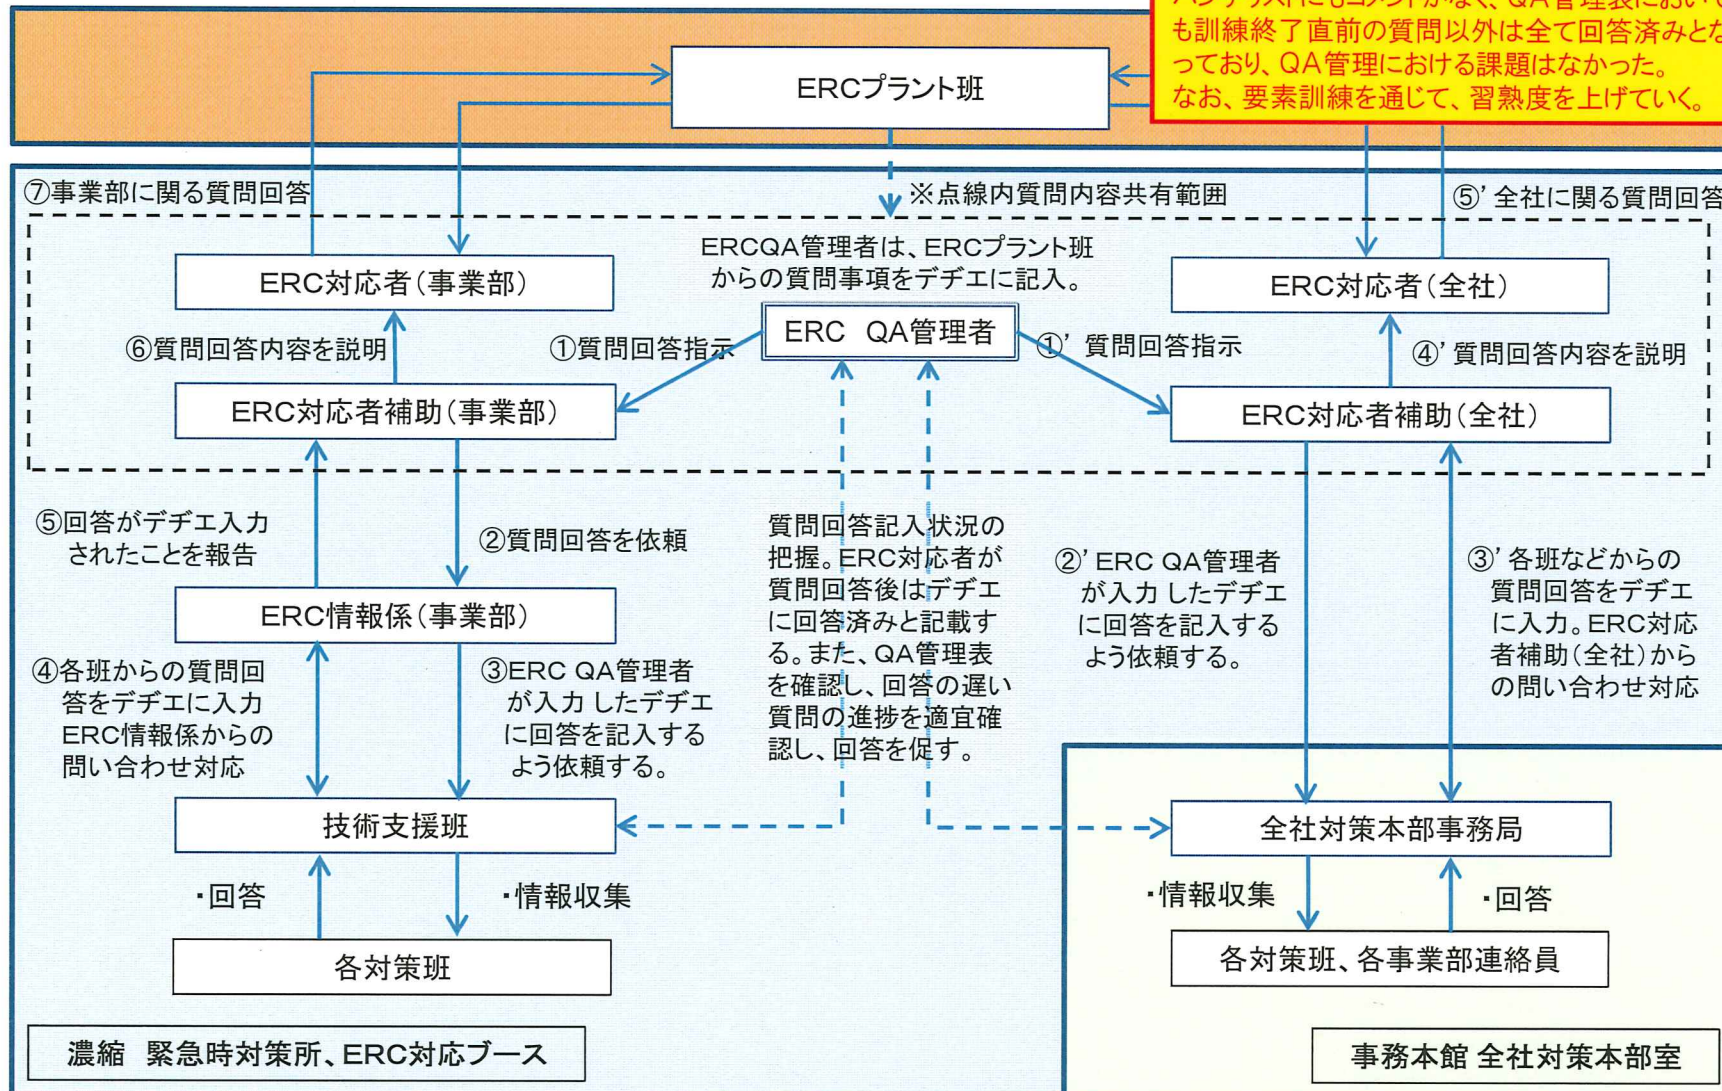 パンチリストにもコメントがなく、QA管理表において
も訓練終了直前の質問以外は全て回答済みとな
っており、QA管理における課題はなかった。
なお、要素訓練を通じて、習熟度を上げていく。
ERCプラント班
⑦事業部に関る質問回答
※点線内質問内容共有範囲
⑤’全社に関る質問回答
ERCQA管理者は、ERCプラント班
からの質問事項をデヂエに記入。
ERC対応者(事業部)
ERC対応者(全社)
ERC QA管理者
⑥質問回答内容を説明
①質問回答指示
①’ 質問回答指示
④’質問回答内容を説明
ERC対応者補助(事業部)
ERC対応者補助(全社)
⑤回答がデヂエ入力
されたことを報告
②質問回答を依頼
質問回答記入状況の
把握。ERC対応者が
質問回答後はデヂエ
に回答済みと記載す
る。また、QA管理表
を確認し、回答の遅い
質問の進捗を適宜確
認し、回答を促す。
②’ERC QA管理者
が入力したデヂエ
に回答を記入する
よう依頼する。
③’各班などからの
質問回答をデヂエ
に入力。ERC対応
者補助(全社)から
の問い合わせ対応
ERC情報係(事業部)
④各班からの質問回
答をデヂエに入力
ERC情報係からの
問い合わせ対応
③ERC QA管理者
が入力したデヂエ
に回答を記入する
よう依頼する。
技術支援班
全社対策本部事務局
・回答
・情報収集
・情報収集
・回答
各対策班
各対策班、各事業部連絡員
濃縮 緊急時対策所、ERC対応ブース
事務本館 全社対策本部室